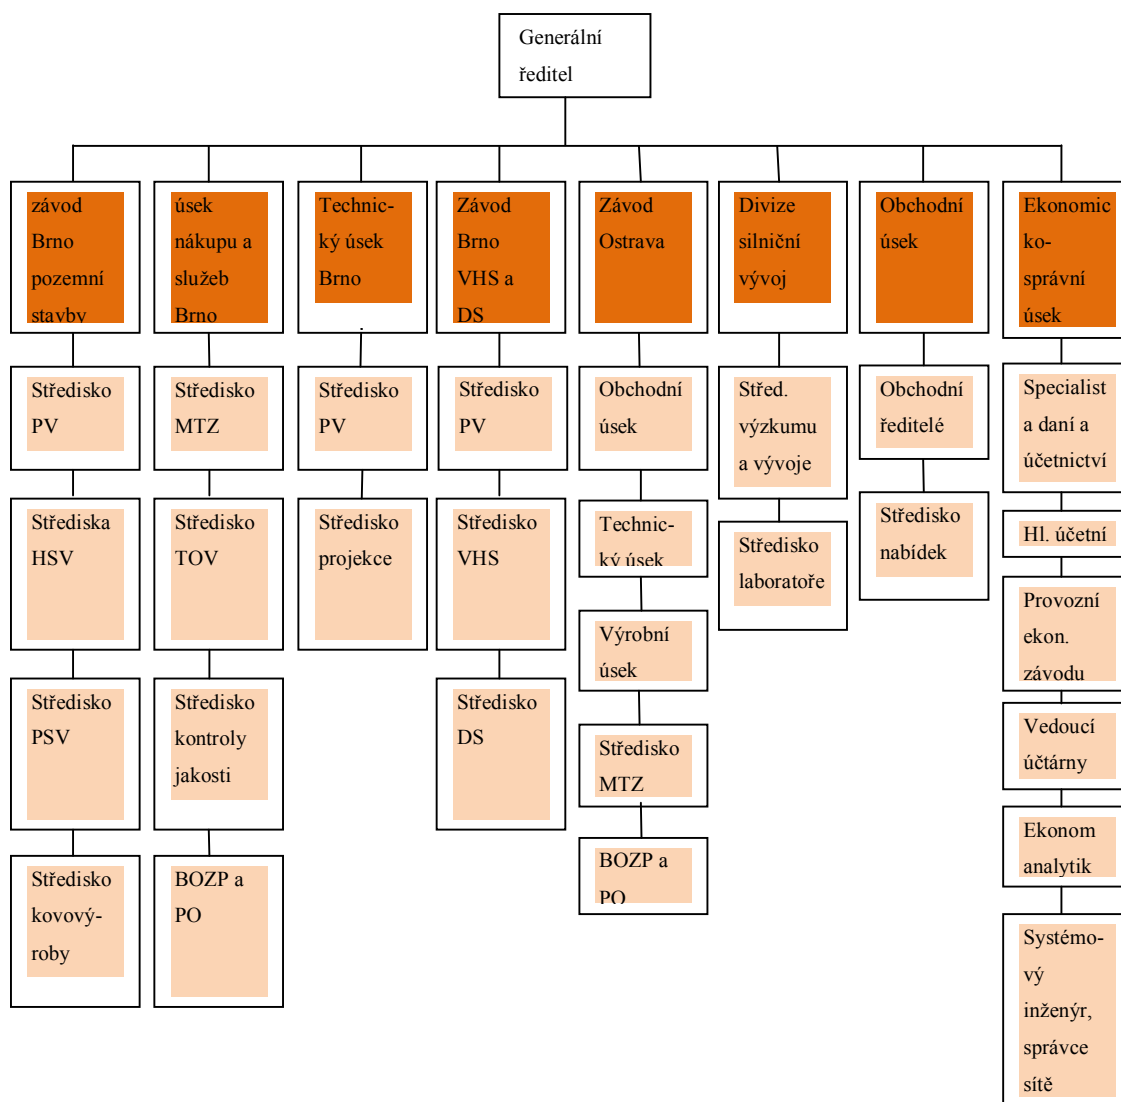 Generální
ředitel
závod
Brno
pozemní
stavby
úsek
nákupu a
služeb
Brno
Technic-
ký úsek
Brno
.
Závod
Brno
VHS a
DS
Závod
Ostrava
Divize
silniční
vývoj
Obchodní
úsek
Ekonomic
ko-
správní
úsek
Středisko
PV
Střediska
HSV
Středisko
PSV
Středisko
kovový-
roby
Středisko
MTZ
Středisko
TOV
Středisko
kontroly
jakosti
BOZP a
PO
Středisko
PV
Středisko
projekce
Středisko
PV
Středisko
VHS
Středisko
DS
Obchodní
úsek
Technic-
ký úsek
Výrobní
úsek
Středisko
MTZ
BOZP a
PO
Střed.
výzkumu
a vývoje
Středisko
laboratoře
Obchodní
ředitelé
Středisko
nabídek
Specialist
a daní a
účetnictví
Hl. účetní
Provozní
ekon.
závodu
Vedoucí
účtárny
Ekonom
analytik
Systémo-
vý
inženýr,
správce
sítě